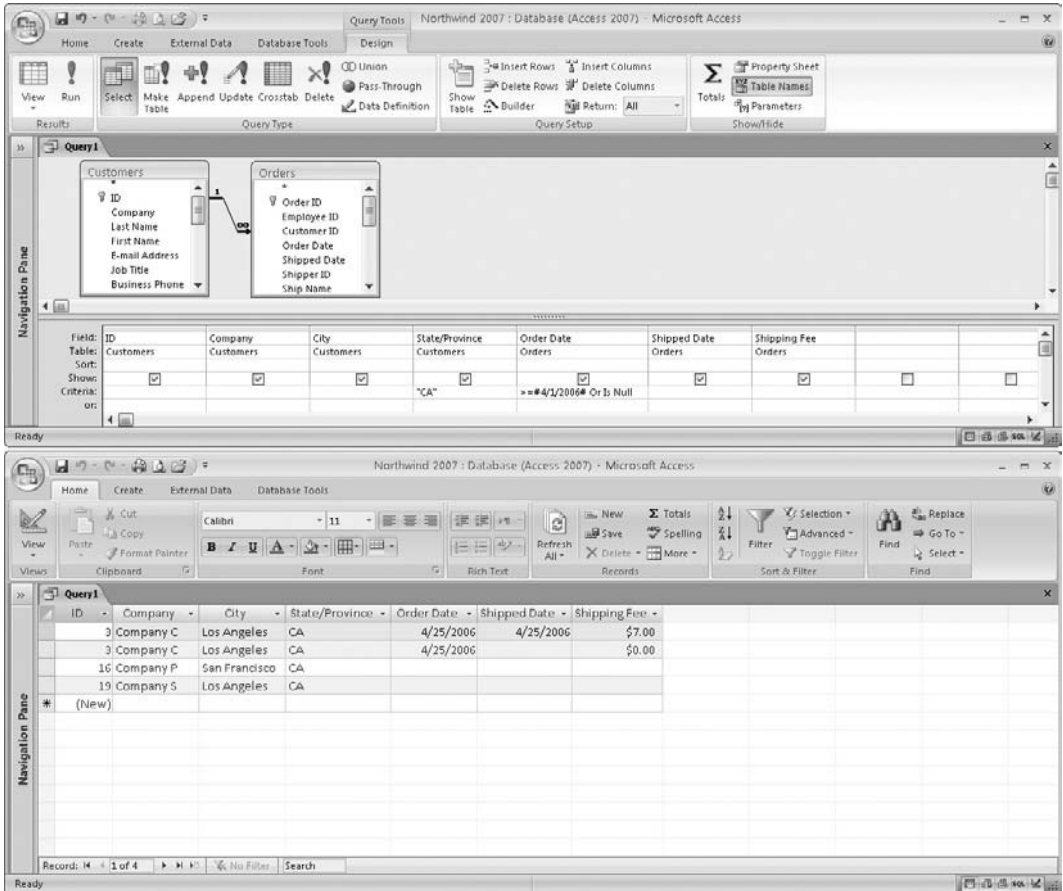 Query Tools Northwind 2007 : Database (Access 2007) - Microsoft Access
Home Create External Data Database Tools Design
View Run Select Make Table Append Update Crosstab Delete
Union
Pass-Through
Data Definition
Show Table
Insert Rows Insert Columns
Delete Rows Delete Columns
Builder Return: All
Totals
Property Sheet
Table Names
Parameters
Results Query Type Query Setup Show/Hide
Query1
Navigation Pane
Customers
*
ID
Company
Last Name
First Name
E-mail Address
Job Title
Business Phone
1
∞
Orders
*
Order ID
Employee ID
Customer ID
Order Date
Shipped Date
Shipper ID
Ship Name
Field: ID Company City State/Province Order Date Shipped Date Shipping Fee
Table: Customers Customers Customers Customers Orders Orders Orders
Sort:
Show:
Criteria: "CA" >=#4/1/2006# Or Is Null
or:
Ready SQL
Northwind 2007 : Database (Access 2007) - Microsoft Access
Home Create External Data Database Tools
View
Paste
Cut
Copy
Format Painter
Calibri 11
B I U A
Refresh All
New Totals
Save Spelling
Delete More
Filter
Selection
Advanced
Toggle Filter
Find
Replace
Go To
Select
Views Clipboard Font Rich Text Records Sort & Filter Find
Query1
Navigation Pane
ID Company City State/Province Order Date Shipped Date Shipping Fee
3 Company C Los Angeles CA 4/25/2006 4/25/2006 $7.00
3 Company C Los Angeles CA 4/25/2006 $0.00
16 Company P San Francisco CA
19 Company S Los Angeles CA
* (New)
Record: 1 of 4 No Filter Search
Ready SQL